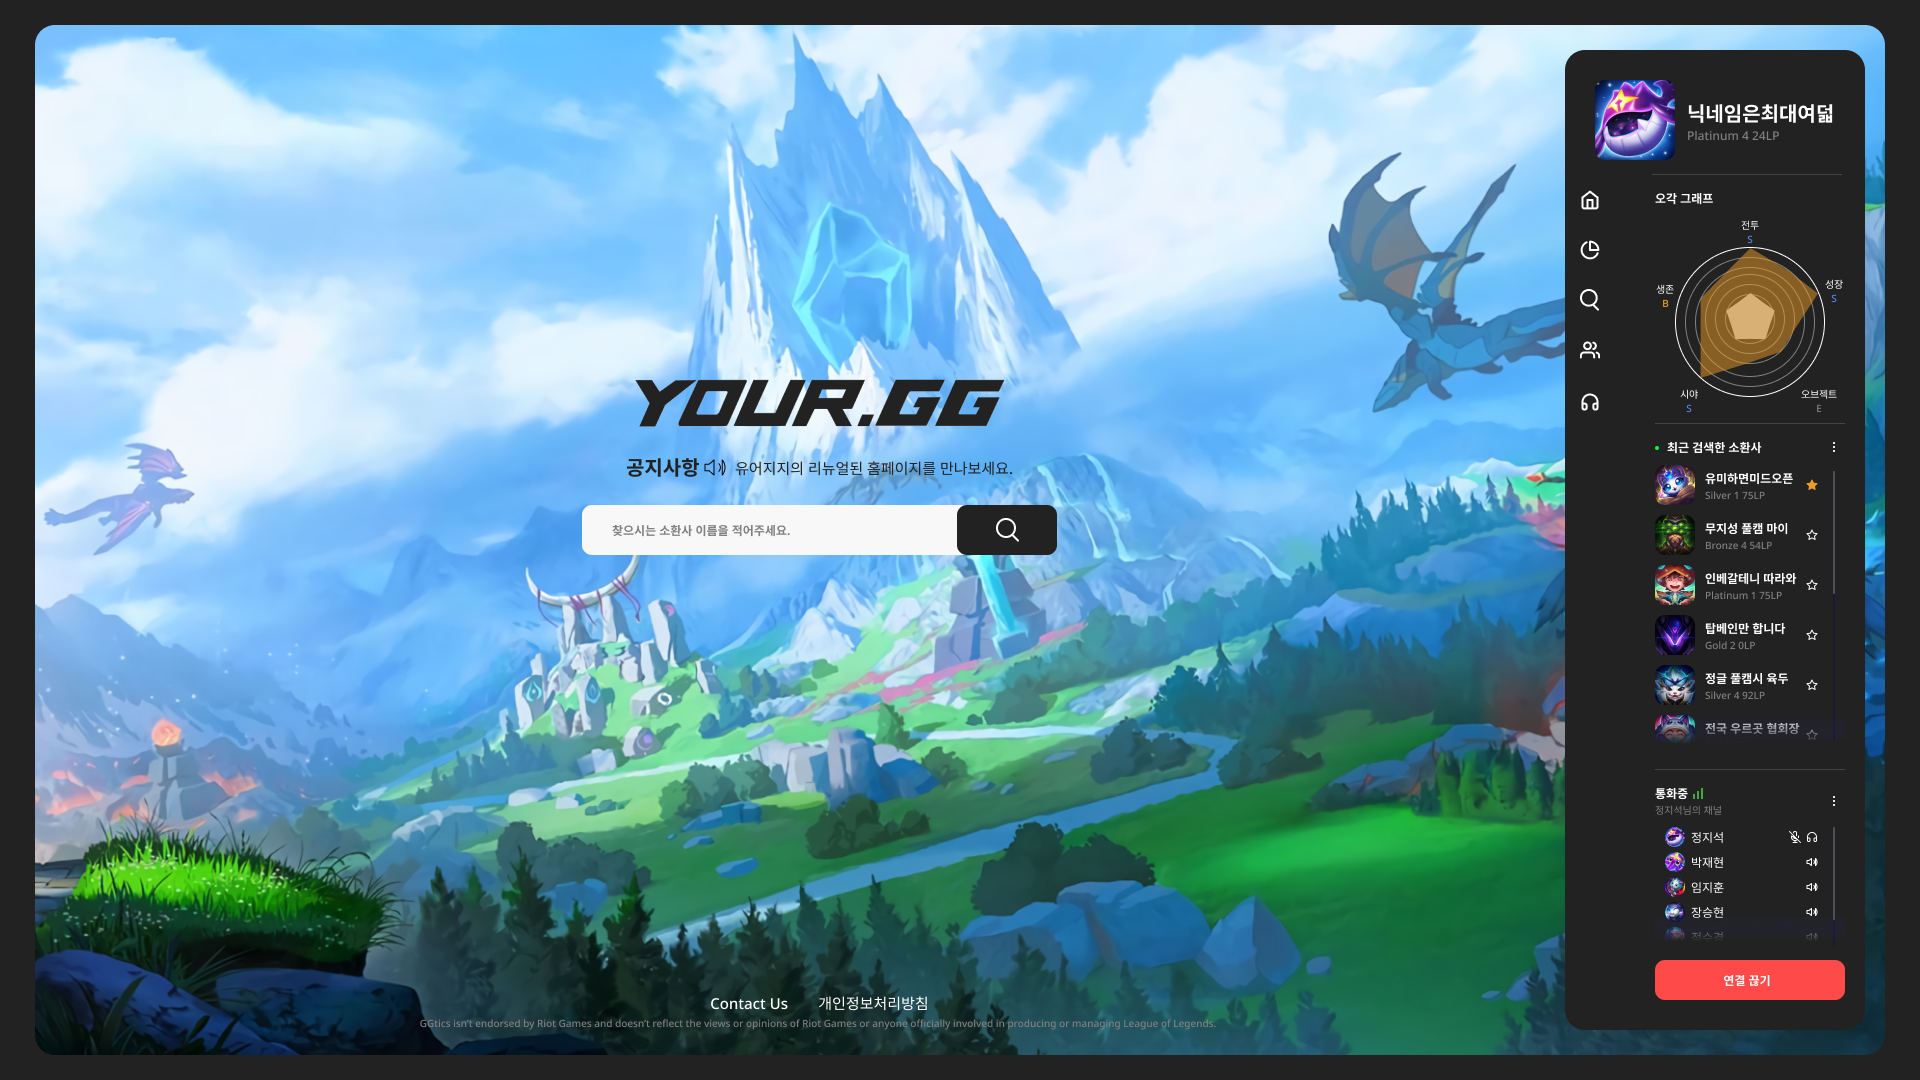 YOUR.GG
공지사항 유어지지의 리뉴얼된 홈페이지를 만나보세요.
찾으시는 소환사 이름을 적어주세요.
Contact Us 개인정보처리방침
GGtics isn't endorsed by Riot Games and doesn't reflect the views or opinions of Riot Games or anyone officially involved in producing or managing League of Legends.
닉네임은최대여덟
Platinum 4 24LP
오각 그래프
전투
S
성장
S
생존
B
시야
S
오브젝트
E
최근 검색한 소환사
유미하면미드오픈
Silver 1 75LP
무지성 풀캠 마이
Bronze 4 54LP
인베갈테니 따라와
Platinum 1 75LP
탑베인만 합니다
Gold 2 0LP
정글 풀캠시 육두
Silver 4 92LP
전국 우르곳 협회장
통화중
정지석님의 채널
정지석
박재현
임지훈
장승현
연결 끊기